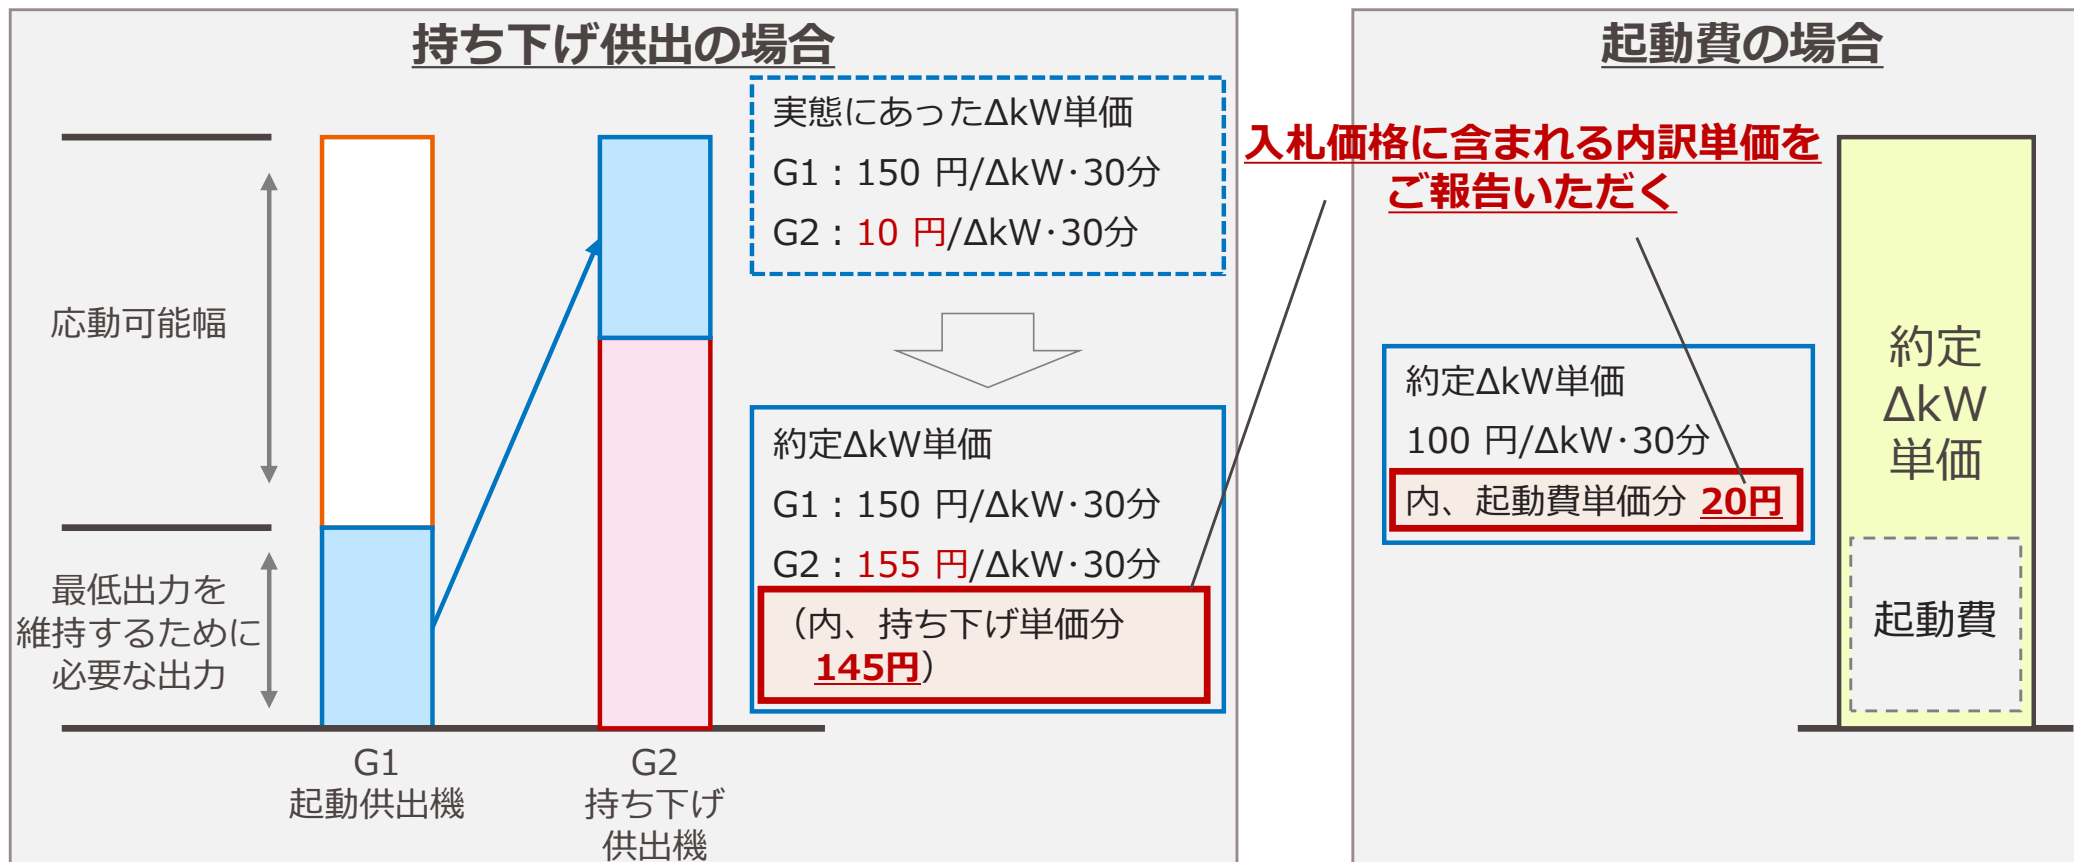 持ち下げ供出の場合
実態にあったΔkW単価
G1：150 円/ΔkW･30分
G2：10 円/ΔkW･30分
応動可能幅
最低出力を
維持するために
必要な出力
約定ΔkW単価
G1：150 円/ΔkW･30分
G2：155 円/ΔkW･30分
（内、持ち下げ単価分
145円）
G1
起動供出機
G2
持ち下げ
供出機
入札価格に含まれる内訳単価を
ご報告いただく
起動費の場合
約定ΔkW単価
100 円/ΔkW･30分
内、起動費単価分 20円
約定
ΔkW
単価
起動費